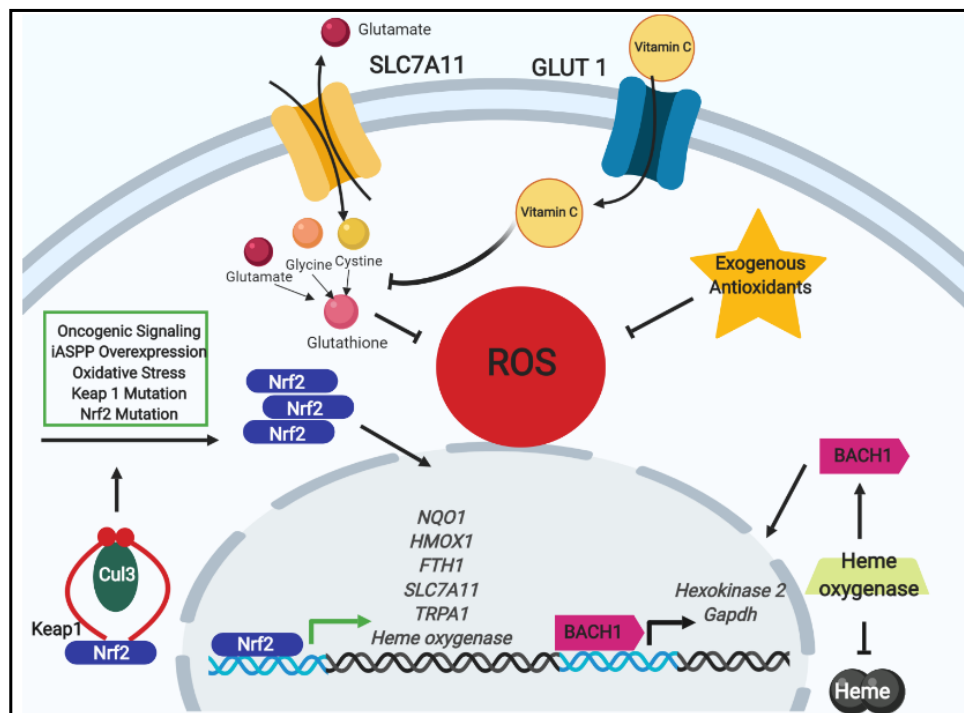 Glutamate
SLC7A11
GLUT 1
Vitamin C
Vitamin C
Glutamate
Glycine
Cystine
Glutathione
Exogenous
Antioxidants
ROS
Oncogenic Signaling
iASPP Overexpression
Oxidative Stress
Keap 1 Mutation
Nrf2 Mutation
Nrf2
Nrf2
Nrf2
BACH1
Heme
oxygenase
Heme
Cul3
Keap1
Nrf2
NQO1
HMOX1
FTH1
SLC7A11
TRPA1
Heme oxygenase
Nrf2
BACH1
Hexokinase 2
Gapdh